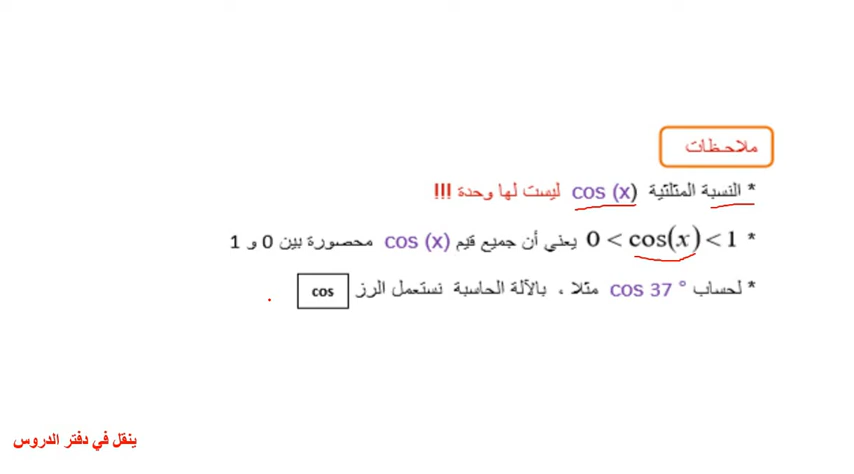 ملاحظات
* النسبة المثلثية cos (x) ليست لها وحدة !!!
* 0 < cos(x) < 1 يعني أن جميع قيم cos (x) محصورة بين 0 و 1
* لحساب cos 37 ° مثلا ، بالآلة الحاسبة نستعمل الرز cos
ينقل في دفتر الدروس